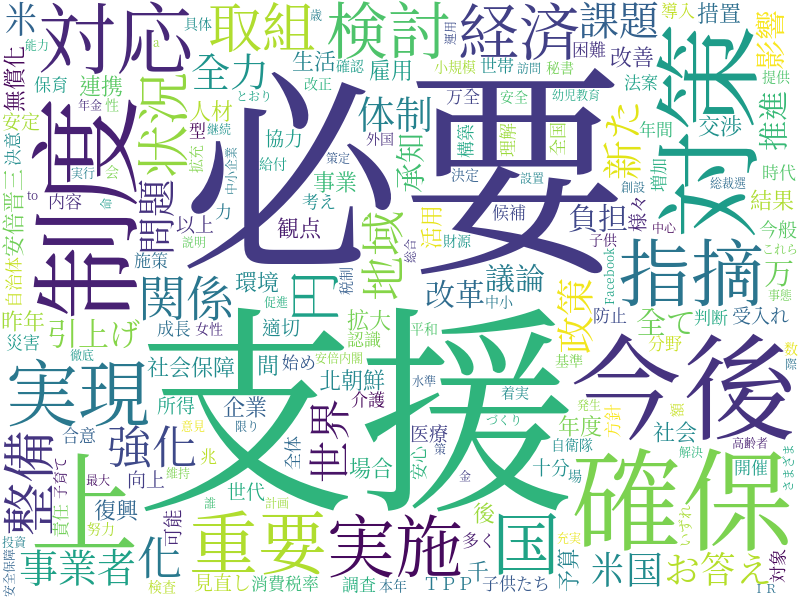 米
対応
取組
検討
経済
課題
措置
影響
導入
提供
困難
改善
法案
運用
能力
a
歳
具体
改正
確認
生活
全力
雇用
小規模
世帯
訪問
秘書
万全
安全
幼児教育
とおり
無償化
保育
連携
年金
性
人材
型
継続
安定
決意
状況
制度
必要
対策
体制
承知
構築
理解
全国
新た
年間
交渉
推進
協力
外国
拡充
給付
中小企業
策定
決定
設置
増加
創設
総裁選
時代
結果
実行
会
命
to
内容
安倍晋三
問題
以上
力
事業
考え
観点
地域
活用
候補
負担
様々
中心
今般
これら
説明
施策
自治体
関係
環境
円
税制
総合
財源
子供
議論
指摘
万
事態
促進
改革
中小
Facebook
政策
防止
全て
判断
受入れ
昨年
引上げ
災害
成長
女性
適切
拡大
認識
平和
分野
数
際
徹底
実現
社会保障
間
始め
安倍内閣
北朝鮮
水準
着実
基準
今後
支援
所得
企業
限り
介護
世界
づくり
発生
年度
方針
額
社会
高齢者
整備
合意
強化
意見
全体
場合
医療
安心
策
十分
場
自衛隊
解決
開催
さまざま
上
子育て
責任
最大
向上
復興
維持
兆
世代
誰
計画
金
確保
努力
可能
重要
実施
後
多く
国
予算
いずれ
安全保障
投資
事業者
化
検査
見直し
消費税率
調査
本年
千
TPP
子供たち
米国
お答え
充実
対象
IR